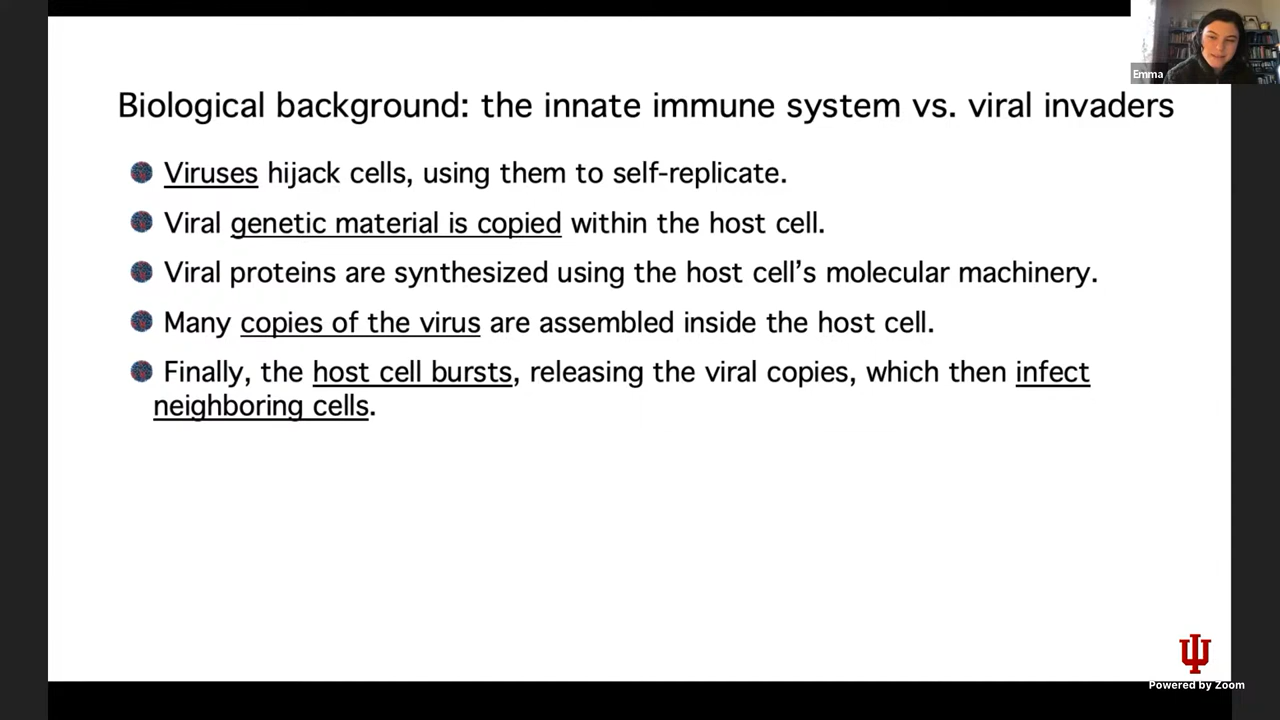 Emma
Biological background: the innate immune system vs. viral invaders
Viruses hijack cells, using them to self-replicate.
Viral genetic material is copied within the host cell.
Viral proteins are synthesized using the host cell’s molecular machinery.
Many copies of the virus are assembled inside the host cell.
Finally, the host cell bursts, releasing the viral copies, which then infect
neighboring cells.
Powered by Zoom